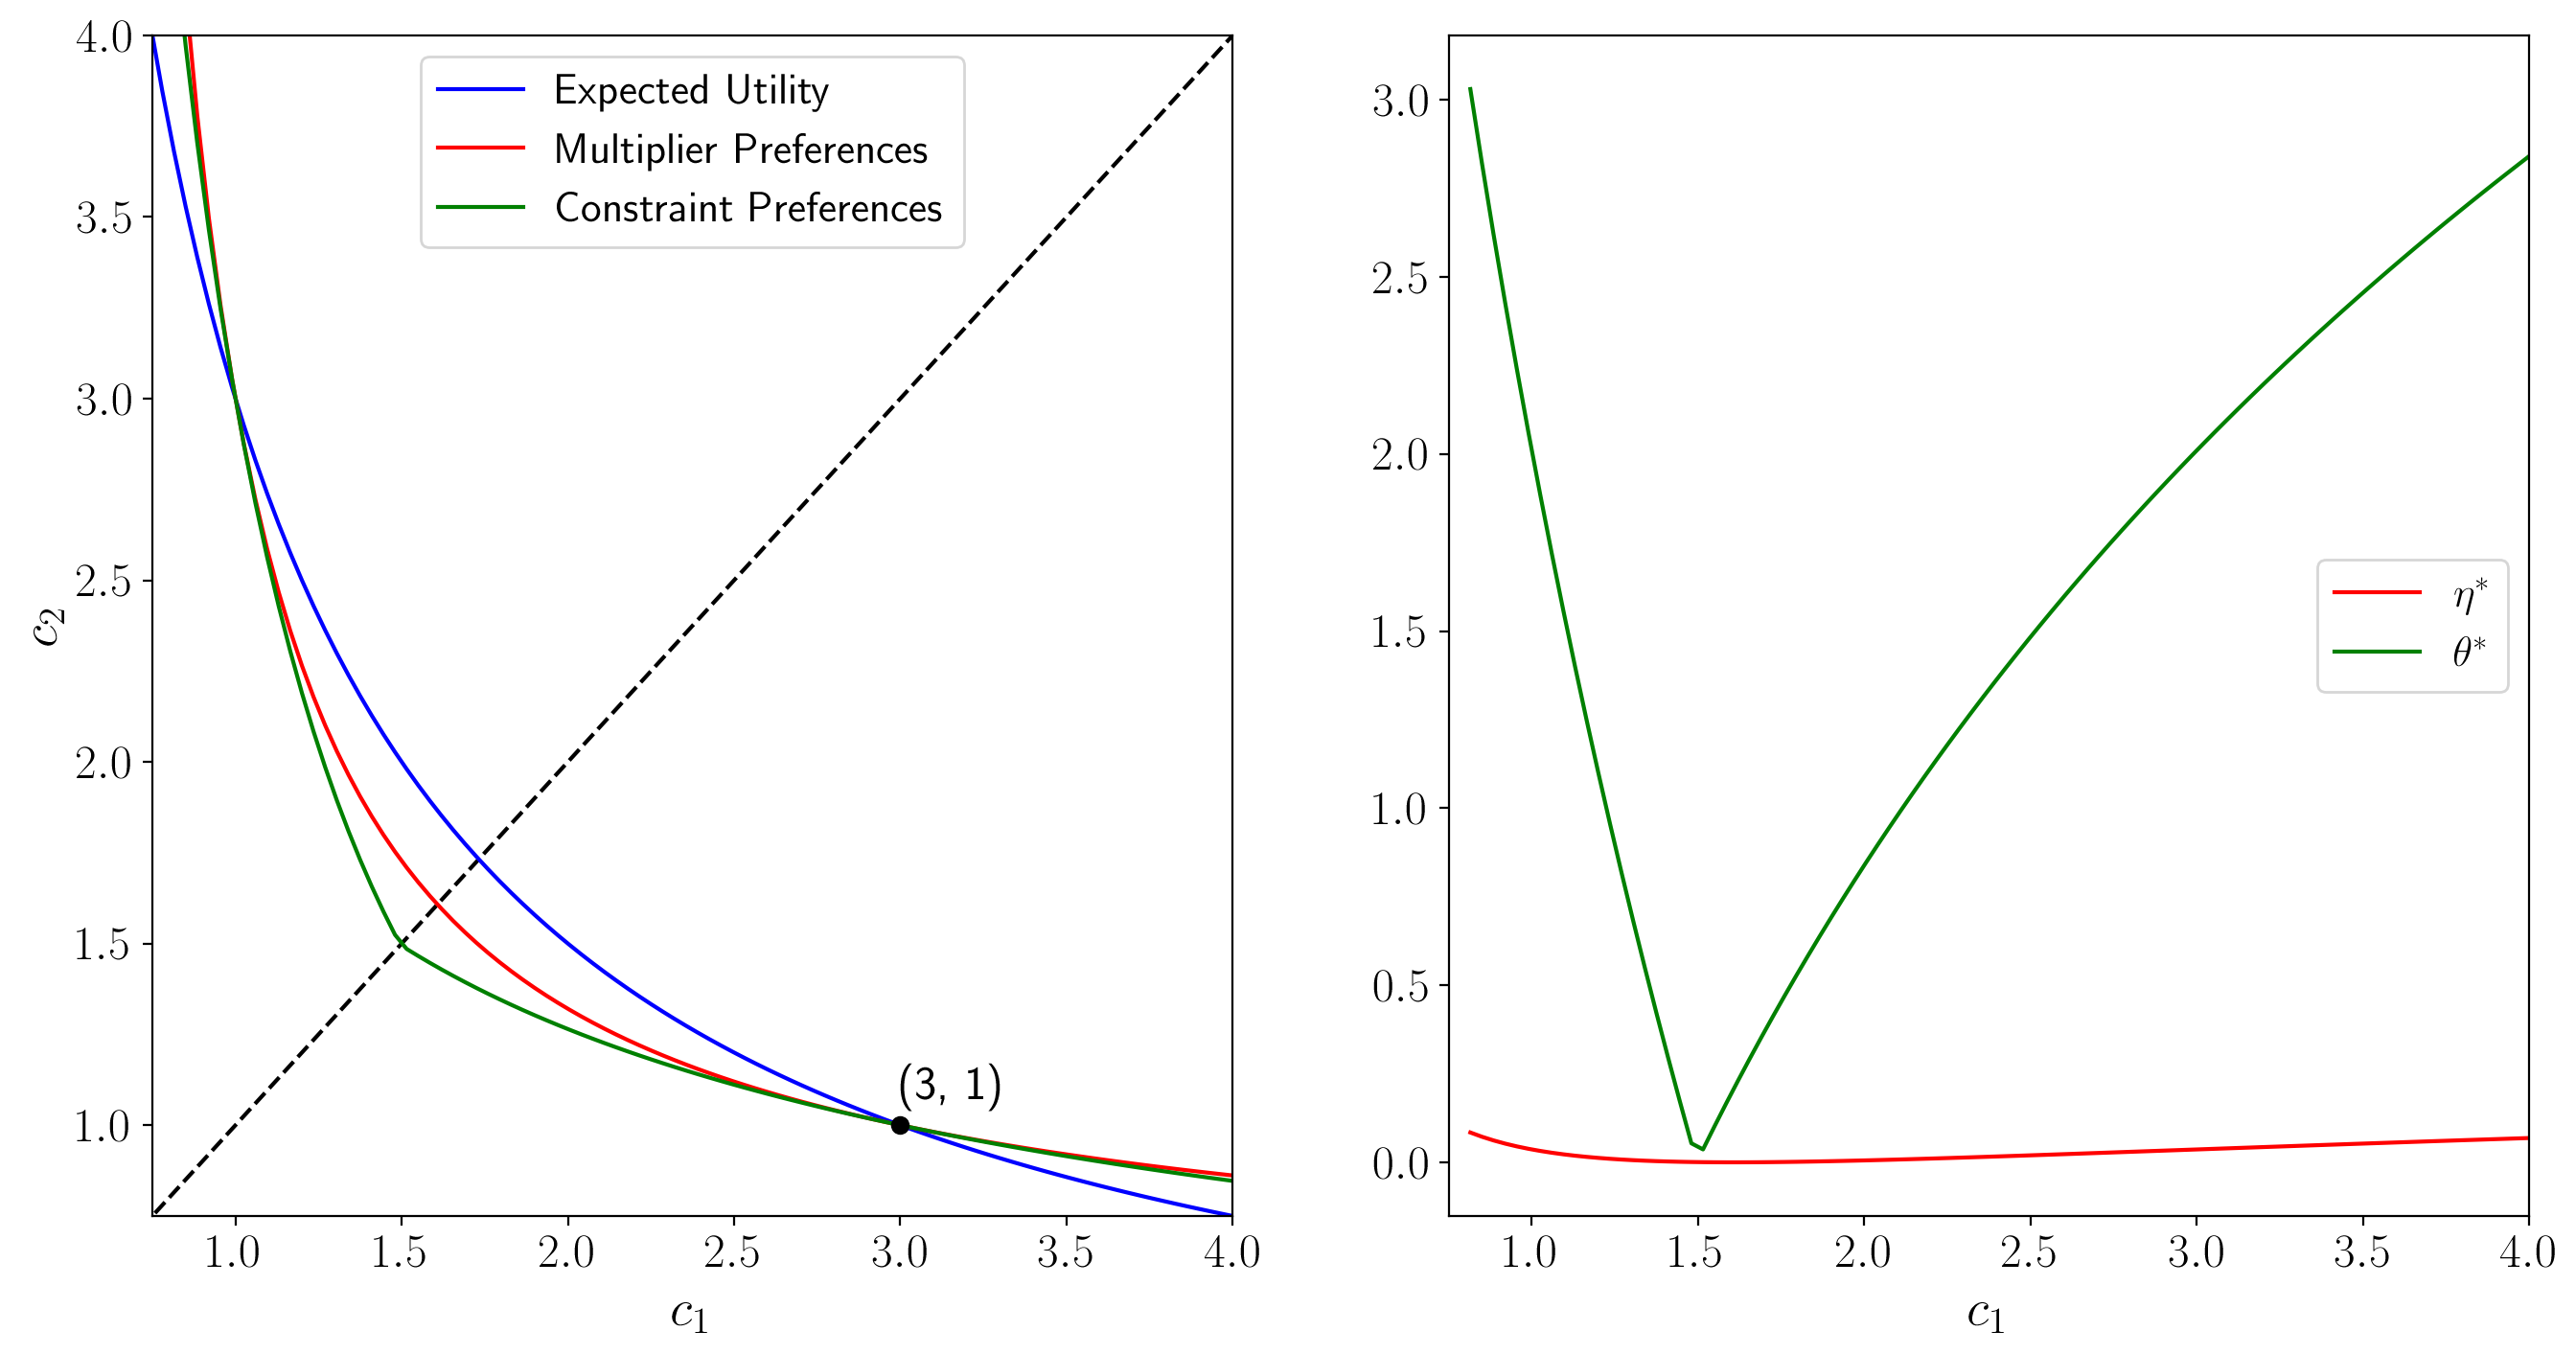 4.0
3.5
3.0
2.5
2.0
1.5
1.0
c₂
Expected Utility
Multiplier Preferences
Constraint Preferences
(3, 1)
1.0 1.5 2.0 2.5 3.0 3.5 4.0
c₁
3.0
2.5
2.0
1.5
1.0
0.5
0.0
η*
θ*
1.0 1.5 2.0 2.5 3.0 3.5 4.0
c₁